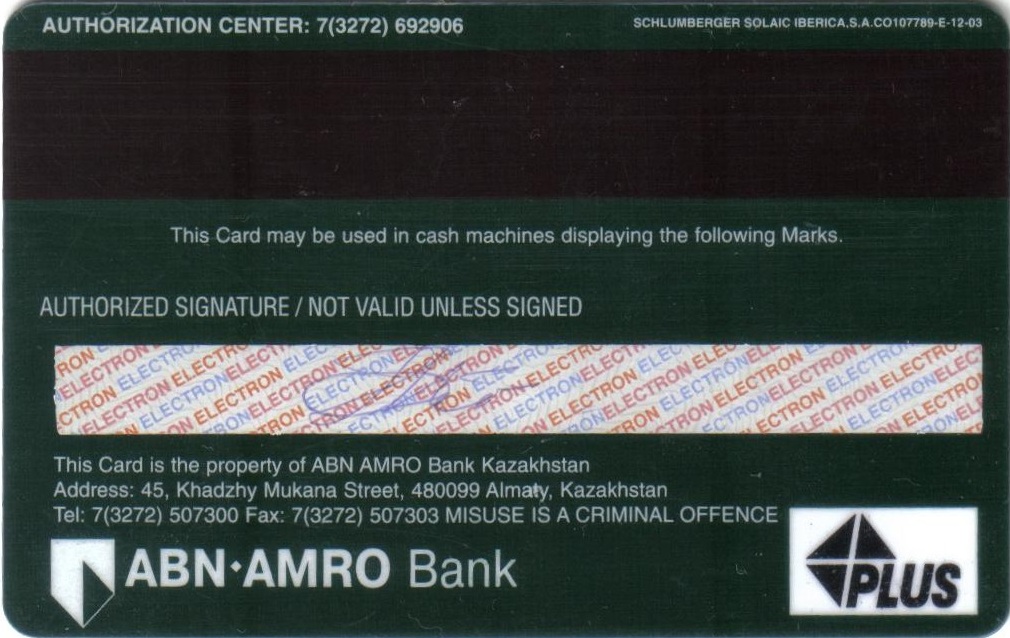 AUTHORIZATION CENTER: 7(3272) 692906
SCHLUMBERGER SOLAIC IBERICA,S.A.CO107789-E-12-03
This Card may be used in cash machines displaying the following Marks.
AUTHORIZED SIGNATURE / NOT VALID UNLESS SIGNED
ELECTRON ELECTRON ELECTRON ELECTRON
This Card is the property of ABN AMRO Bank Kazakhstan
Address: 45, Khadzhy Mukana Street, 480099 Almaty, Kazakhstan
Tel: 7(3272) 507300 Fax: 7(3272) 507303 MISUSE IS A CRIMINAL OFFENCE
ABN·AMRO Bank
PLUS